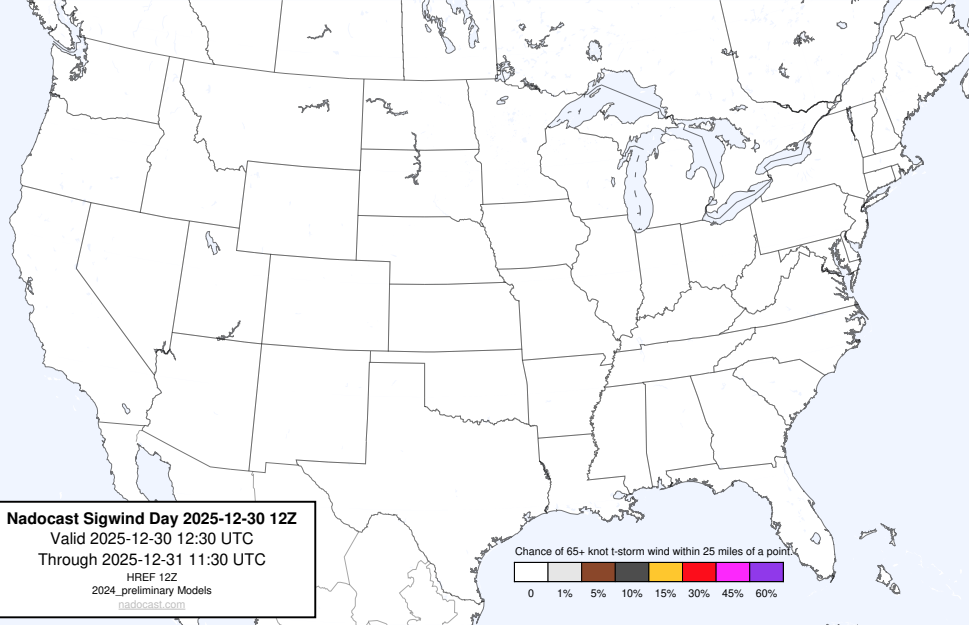 Nadocast Sigwind Day 2025-12-30 12Z
Valid 2025-12-30 12:30 UTC
Through 2025-12-31 11:30 UTC
HREF 12Z
2024_preliminary Models
nadocast.com
Chance of 65+ knot t-storm wind within 25 miles of a point.
0 1% 5% 10% 15% 30% 45% 60%